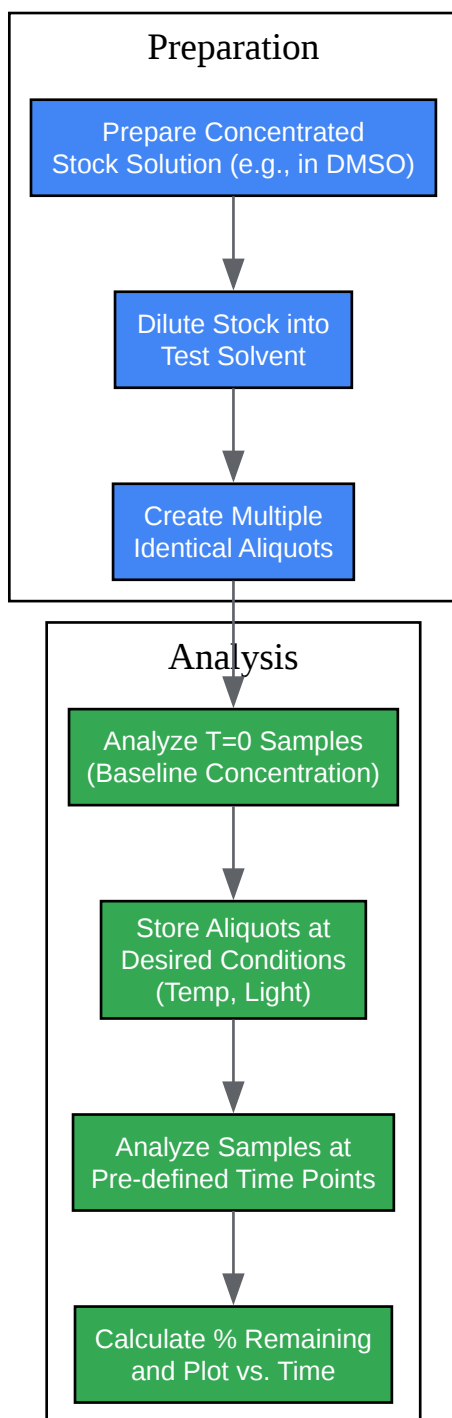 Preparation
Prepare Concentrated
Stock Solution (e.g., in DMSO)
Dilute Stock into
Test Solvent
Create Multiple
Identical Aliquots
Analysis
Analyze T=0 Samples
(Baseline Concentration)
Store Aliquots at
Desired Conditions
(Temp, Light)
Analyze Samples at
Pre-defined Time Points
Calculate % Remaining
and Plot vs. Time